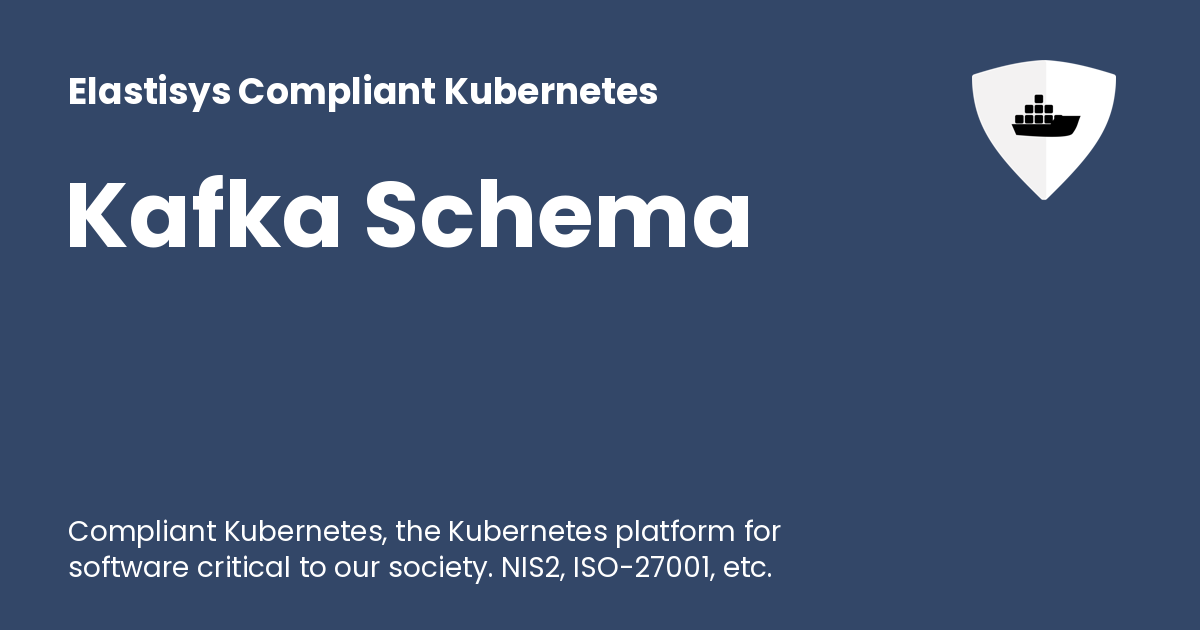 Elastisys Compliant Kubernetes
Kafka Schema
Compliant Kubernetes, the Kubernetes platform for
software critical to our society. NIS2, ISO-27001, etc.